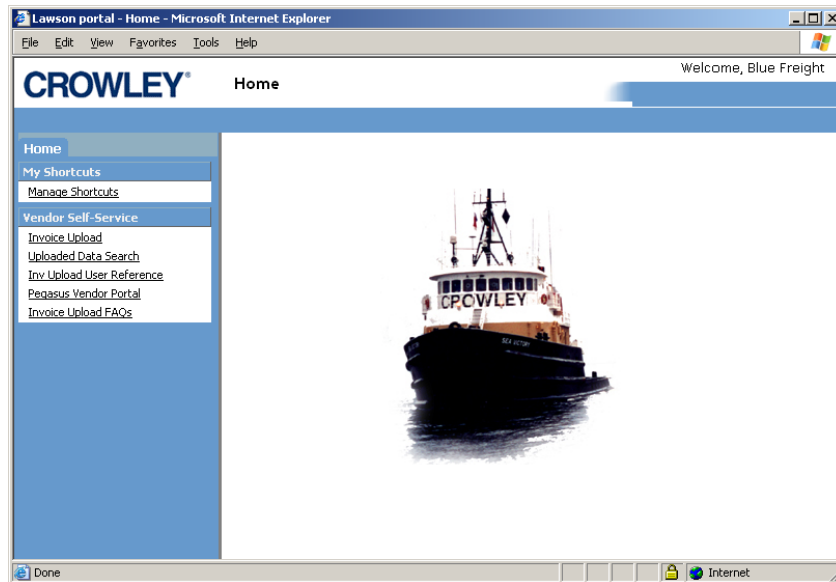 Lawson portal - Home - Microsoft Internet Explorer
File Edit View Favorites Tools Help
CROWLEY®
Home
Welcome, Blue Freight
Home
My Shortcuts
Manage Shortcuts
Vendor Self-Service
Invoice Upload
Uploaded Data Search
Inv Upload User Reference
Pegasus Vendor Portal
Invoice Upload FAQs
CROWLEY
SEA VICTORY
Done
Internet